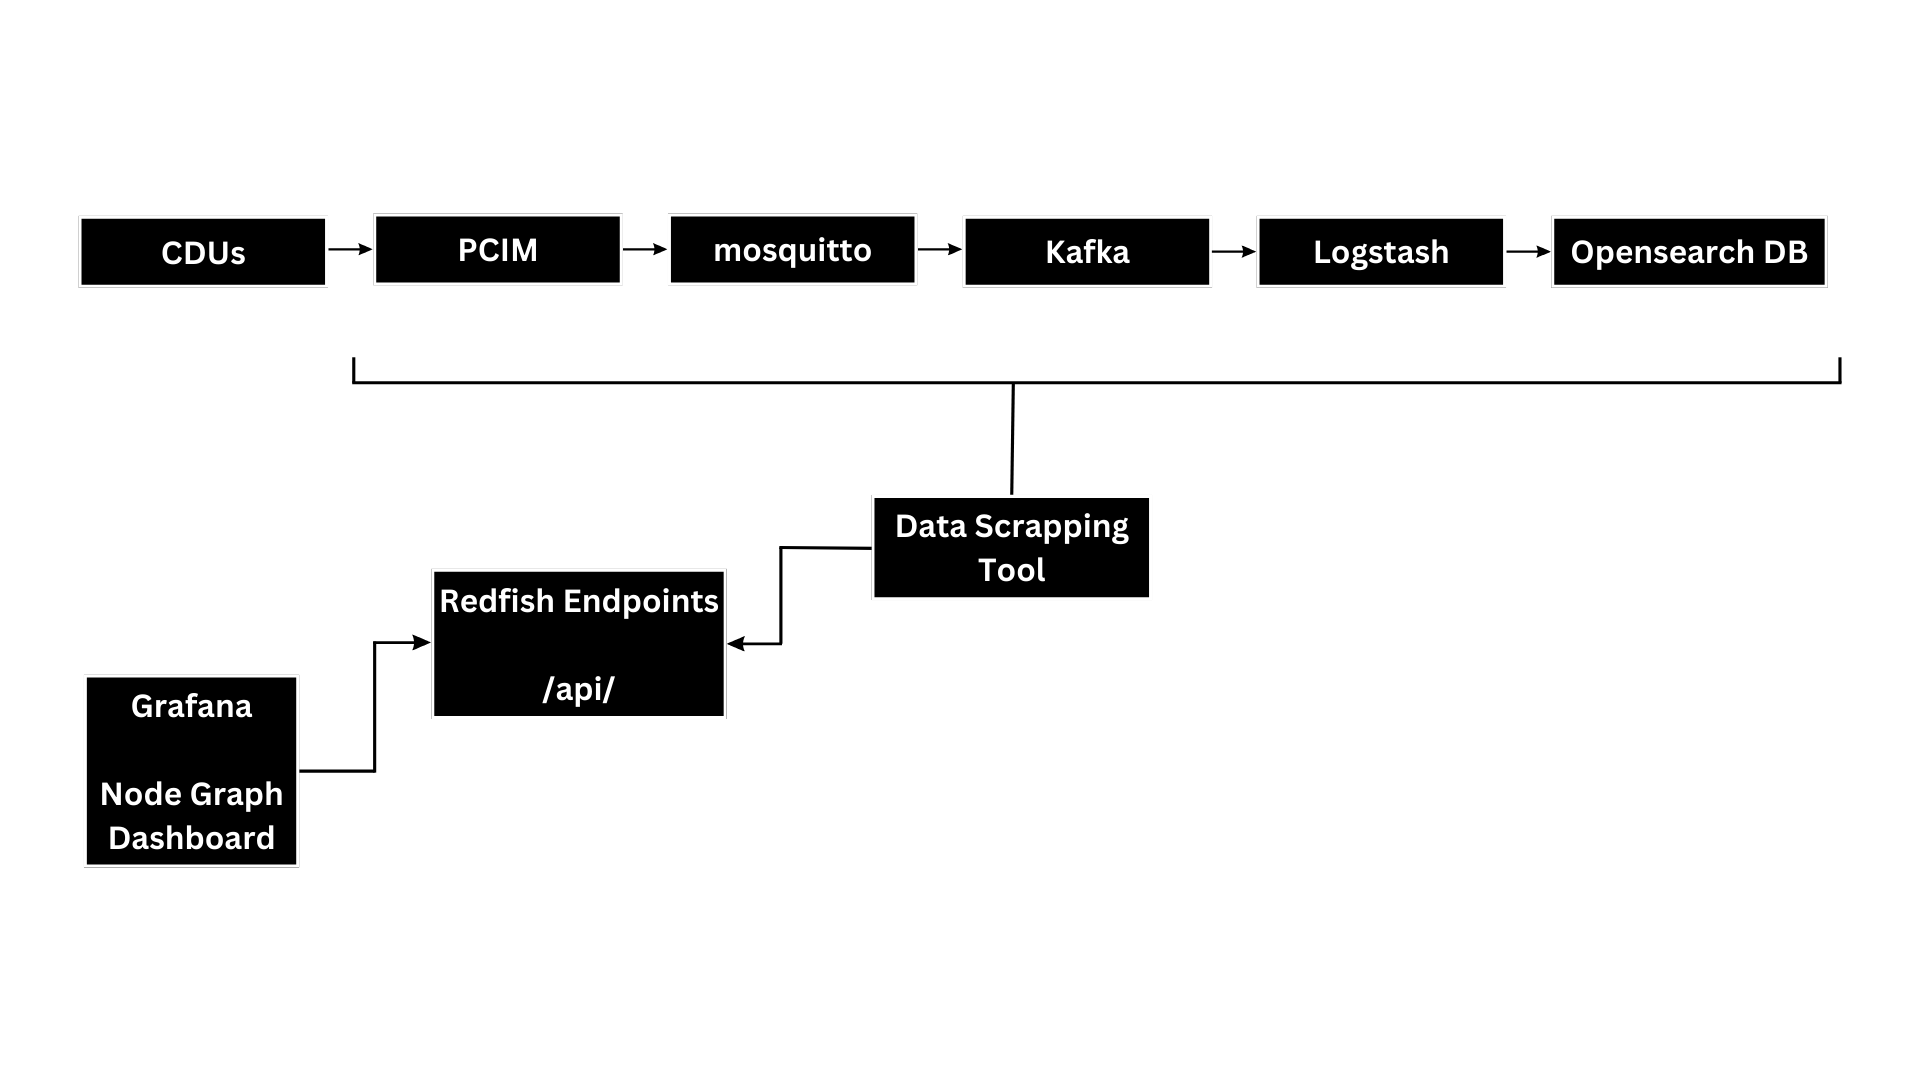 CDUs
PCIM
mosquitto
Kafka
Logstash
Opensearch DB
Data Scrapping
Tool
Redfish Endpoints
/api/
Grafana
Node Graph
Dashboard